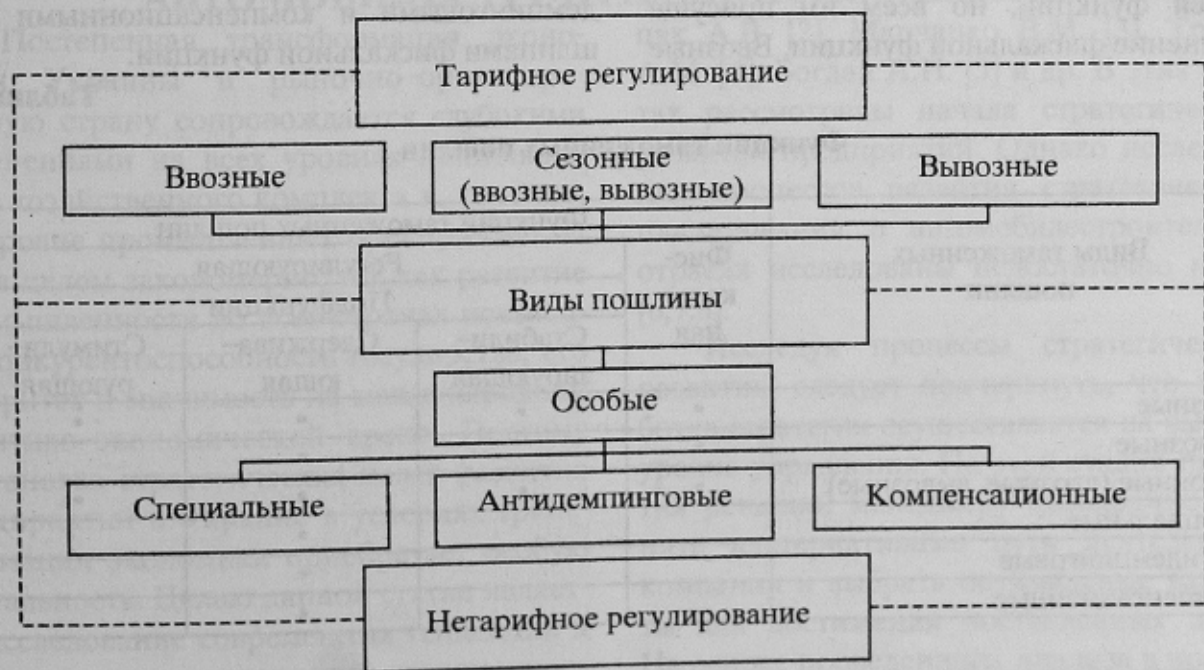 Тарифное регулирование
Ввозные
Сезонные
(ввозные, вывозные)
Вывозные
Виды пошлины
Особые
Специальные
Антидемпинговые
Компенсационные
Нетарифное регулирование